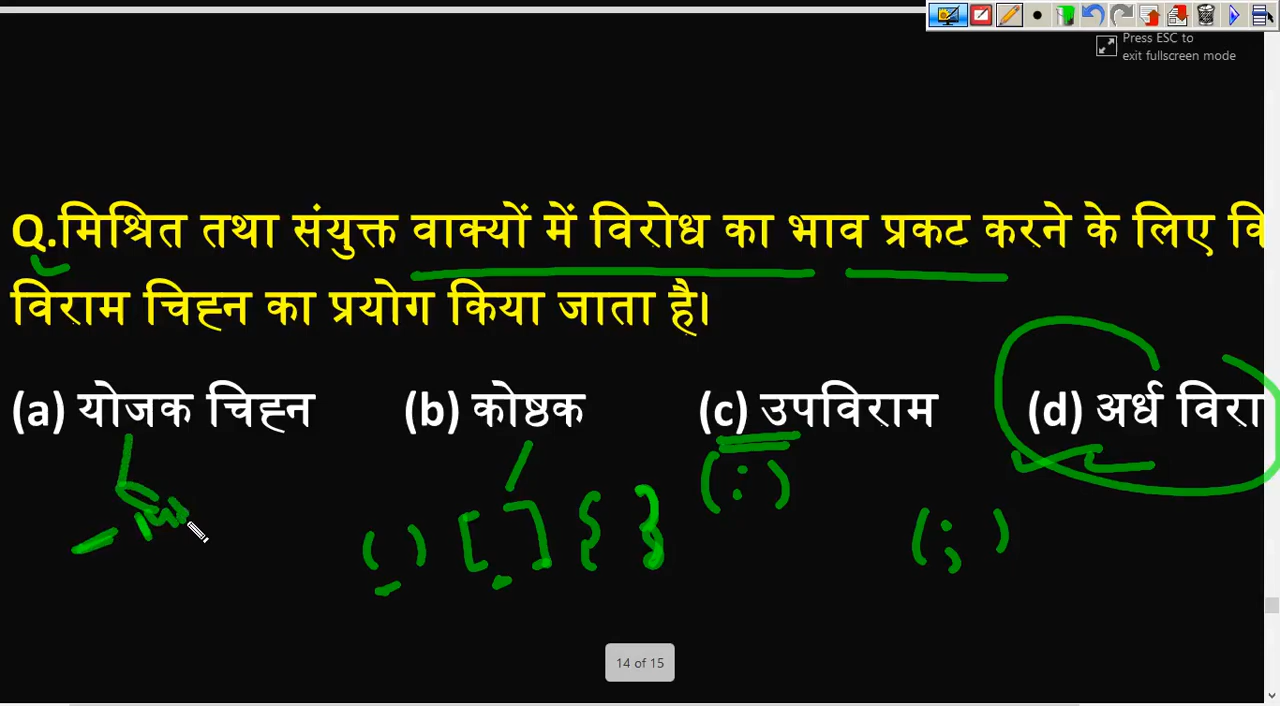 Press ESC to
exit fullscreen mode
Q.मिश्रित तथा संयुक्त वाक्यों में विरोध का भाव प्रकट करने के लिए
विराम चिह्न का प्रयोग किया जाता है।
(a) योजक चिह्न (b) कोष्ठक (c) उपविराम (d) अर्ध विरा
(:)
- ( ) [ ] { } (;)
14 of 15